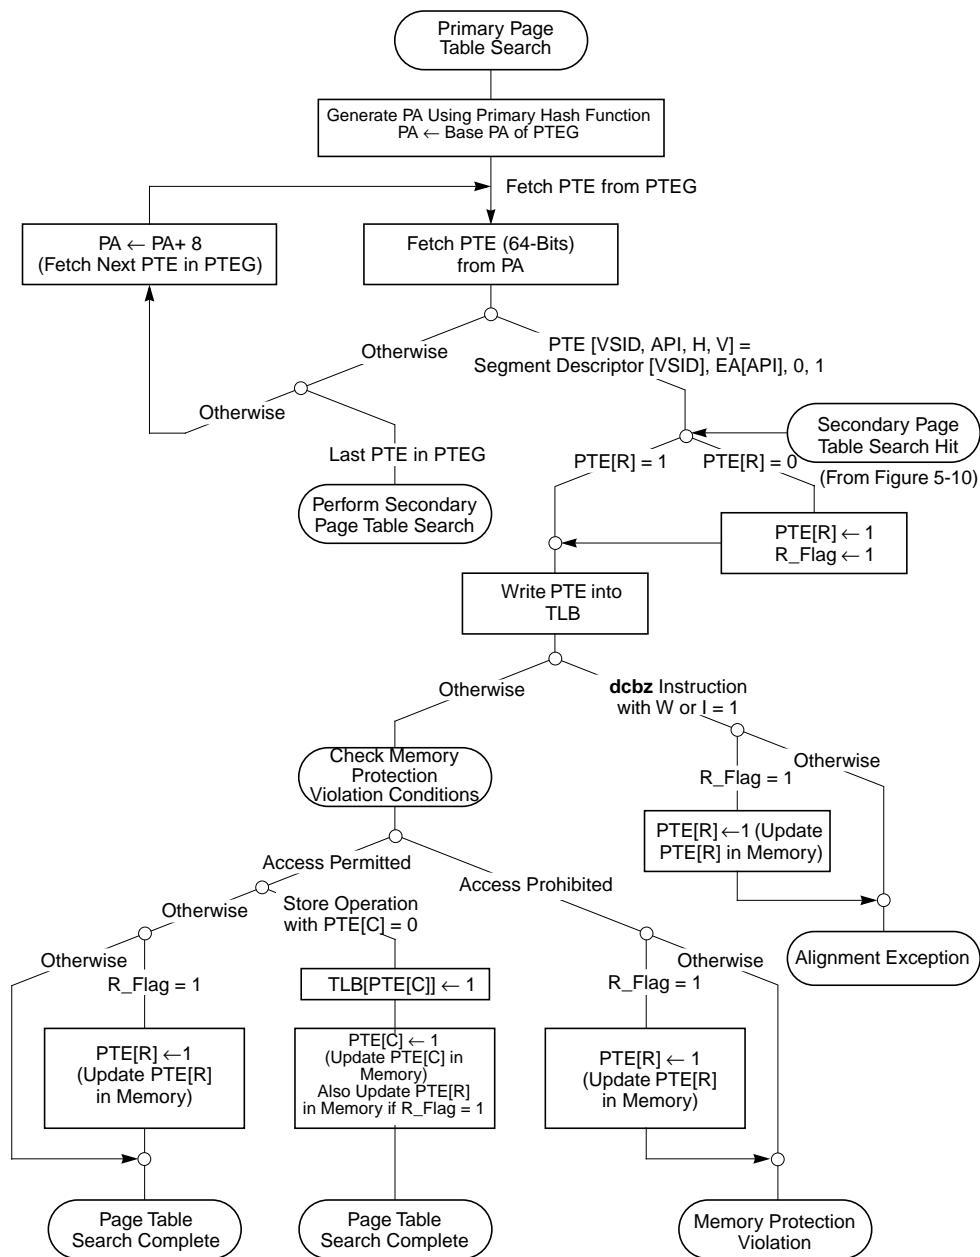 Primary Page
Table Search
Generate PA Using Primary Hash Function
PA ← Base PA of PTEG
Fetch PTE from PTEG
PA ← PA+ 8
(Fetch Next PTE in PTEG)
Fetch PTE (64-Bits)
from PA
Otherwise
PTE [VSID, API, H, V] =
Segment Descriptor [VSID], EA[API], 0, 1
Otherwise
Last PTE in PTEG
Perform Secondary
Page Table Search
Secondary Page
Table Search Hit
(From Figure 5-10)
PTE[R] = 1
PTE[R] = 0
PTE[R] ← 1
R_Flag ← 1
Write PTE into
TLB
Otherwise
dcbz Instruction
with W or I = 1
Check Memory
Protection
Violation Conditions
Otherwise
R_Flag = 1
PTE[R] ←1 (Update
PTE[R] in Memory)
Alignment Exception
Access Permitted
Access Prohibited
Otherwise
Store Operation
with PTE[C] = 0
Otherwise
R_Flag = 1
TLB[PTE[C]] ← 1
Otherwise
R_Flag = 1
PTE[R] ←1
(Update PTE[R]
in Memory)
PTE[C] ← 1
(Update PTE[C] in
Memory)
Also Update PTE[R]
in Memory if R_Flag = 1
PTE[R] ← 1
(Update PTE[R]
in Memory)
Page Table
Search Complete
Page Table
Search Complete
Memory Protection
Violation